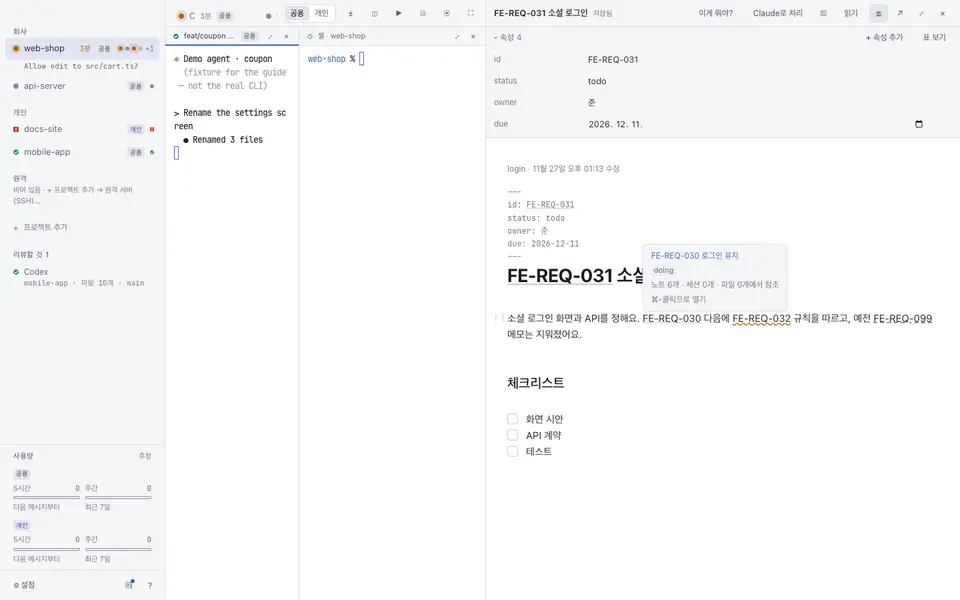 회사
web-shop 3분 공용 +1
Allow edit to src/cart.ts?
api-server 공용
개인
docs-site 개인
mobile-app 공용
원격
비어 있음 · + 프로젝트 추가 → 원격 서버
(SSH)…
+ 프로젝트 추가
리뷰할 것 1
Codex
mobile-app · 파일 10개 · main
사용량 추정
공용
5시간 0 주간 0
다음 메시지부터 최근 7일
개인
5시간 0 주간 0
다음 메시지부터 최근 7일
설정 ?
C 3분 공용
공용 개인
feat/coupon … 공용
Demo agent · coupon
(fixture for the guide
— not the real CLI)
> Rename the settings sc
reen
● Renamed 3 files
셸 · web-shop
web-shop %
FE-REQ-031 소셜 로그인 저장됨 이게 뭐야? Claude로 처리 읽기
속성 4 + 속성 추가 표 보기
id FE-REQ-031
status todo
owner 준
due 2026. 12. 11.
login · 11월 27일 오후 01:13 수정
---
id: FE-REQ-031
status: todo
owner: 준
due: 2026-12-11
---
FE-REQ-031 소셜
FE-REQ-030 로그인 유지
doing
노트 6개 · 세션 0개 · 파일 0개에서 참조
⌘-클릭으로 열기
소셜 로그인 화면과 API를 정해요. FE-REQ-030 다음에 FE-REQ-032 규칙을 따르고, 예전 FE-REQ-099
메모는 지워졌어요.
체크리스트
화면 시안
API 계약
테스트